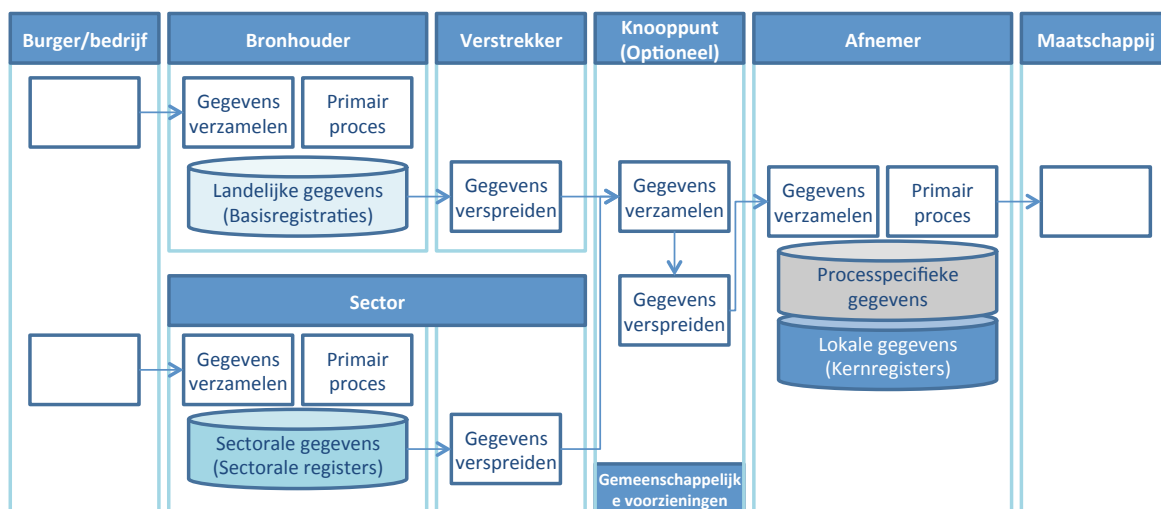 Burger/bedrijf
Bronhouder
Verstrekker
Knooppunt
(Optioneel)
Afnemer
Maatschappij
Gegevens
verzamelen
Primair
proces
Landelijke gegevens
(Basisregistraties)
Gegevens
verspreiden
Gegevens
verzamelen
Gegevens
verspreiden
Gegevens
verzamelen
Primair
proces
Processpecifieke
gegevens
Lokale gegevens
(Kernregisters)
Sector
Gegevens
verzamelen
Primair
proces
Sectorale gegevens
(Sectorale registers)
Gegevens
verspreiden
Gemeenschappelijk
e voorzieningen